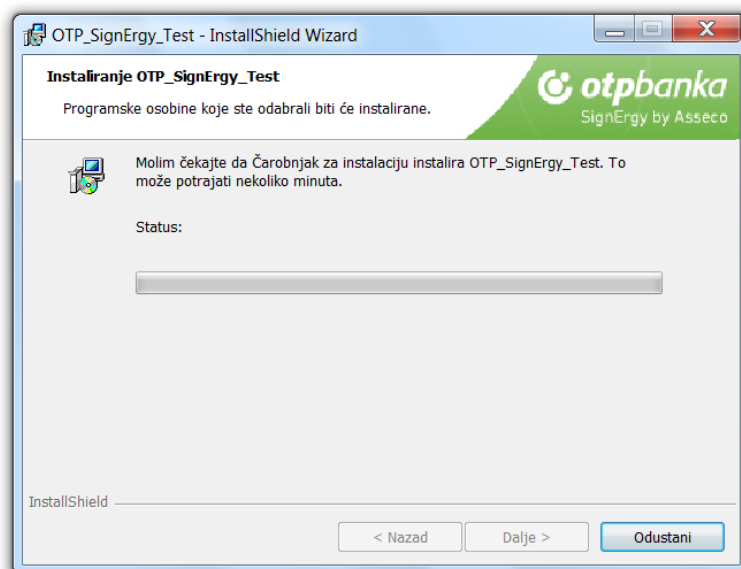 OTP_SignErgy_Test - InstallShield Wizard
Instaliranje OTP_SignErgy_Test
Programske osobine koje ste odabrali biti će instalirane.
otpbanka
SignErgy by Asseco
Molim čekajte da Čarobnjak za instalaciju instalira OTP_SignErgy_Test. To
može potrajati nekoliko minuta.
Status:
InstallShield
< Nazad
Dalje >
Odustani